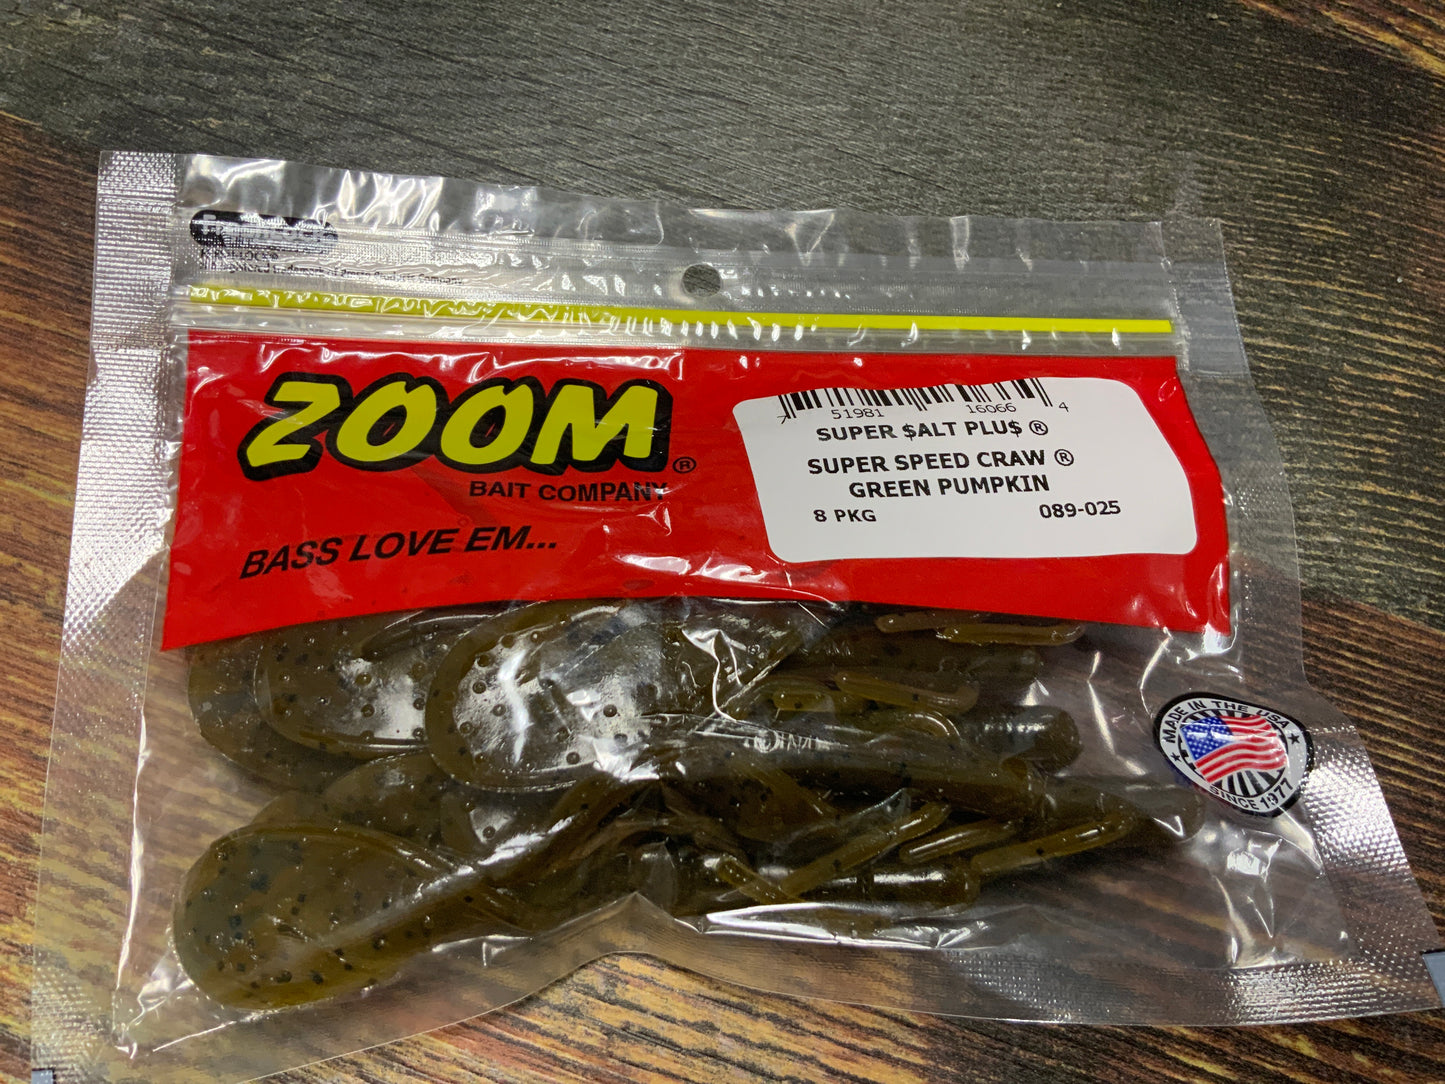 ZOOM®
BAIT COMPANY
BASS LOVE EM...
51981 16066 4
SUPER $ALT PLU$ ®
SUPER SPEED CRAW ®
GREEN PUMPKIN
8 PKG 089-025
MADE IN THE USA
SINCE 1977